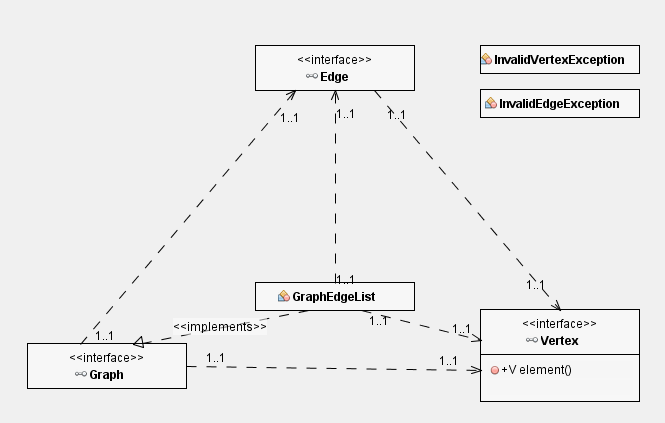 <<interface>>
Edge
InvalidVertexException
InvalidEdgeException
1..1
1..1
1..1
1..1
1..1
GraphEdgeList
1..1
<<implements>>
1..1
1..1
<<interface>>
Vertex
+V element()
<<interface>>
Graph
1..1
1..1